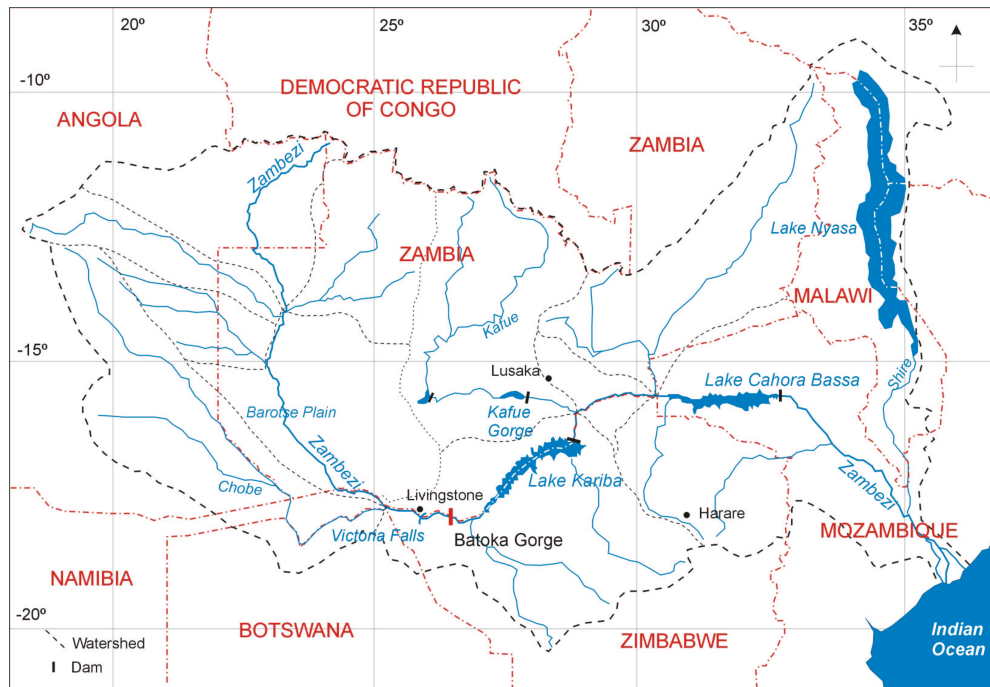 20º
25º
30º
35º
-10º
DEMOCRATIC REPUBLIC
OF CONGO
ANGOLA
ZAMBIA
Zambezi
Lake Nyasa
ZAMBIA
MALAWI
Kafue
-15º
Lusaka
Shire
Lake Cahora Bassa
Kafue
Gorge
Barotse Plain
Zambezi
Zambezi
Lake Kariba
Chobe
Livingstone
Harare
Victoria Falls
Batoka Gorge
MOZAMBIQUE
NAMIBIA
-20º
BOTSWANA
ZIMBABWE
Indian
Ocean
Watershed
Dam